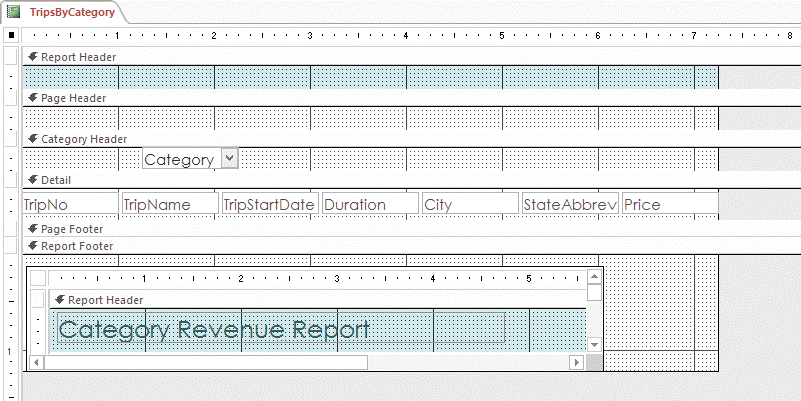 TripsByCategory
1 2 3 4 5 6 7 8
Report Header
Page Header
Category Header
Category
Detail
TripNo TripName TripStartDate Duration City StateAbbrev Price
Page Footer
Report Footer
1 2 3 4 5
Report Header
Category Revenue Report
1